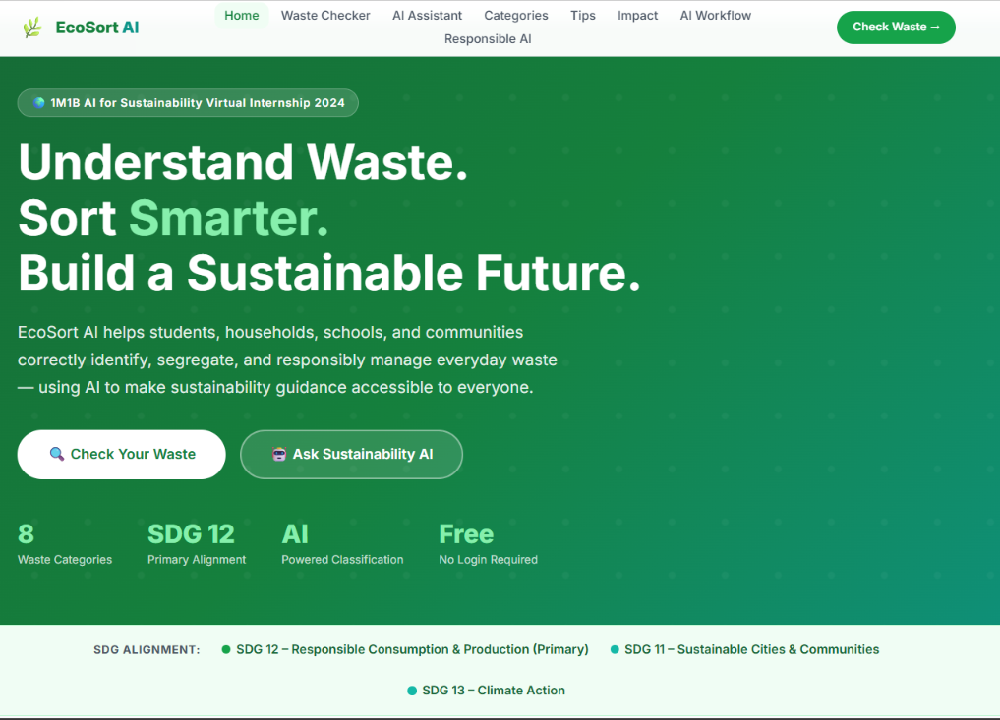 EcoSort AI
Home Waste Checker AI Assistant Categories Tips Impact AI Workflow
Responsible AI
Check Waste →
1M1B AI for Sustainability Virtual Internship 2024
Understand Waste.
Sort Smarter.
Build a Sustainable Future.
EcoSort AI helps students, households, schools, and communities
correctly identify, segregate, and responsibly manage everyday waste
— using AI to make sustainability guidance accessible to everyone.
Check Your Waste
Ask Sustainability AI
8 SDG 12 AI Free
Waste Categories Primary Alignment Powered Classification No Login Required
SDG ALIGNMENT: SDG 12 – Responsible Consumption & Production (Primary) SDG 11 – Sustainable Cities & Communities
SDG 13 – Climate Action